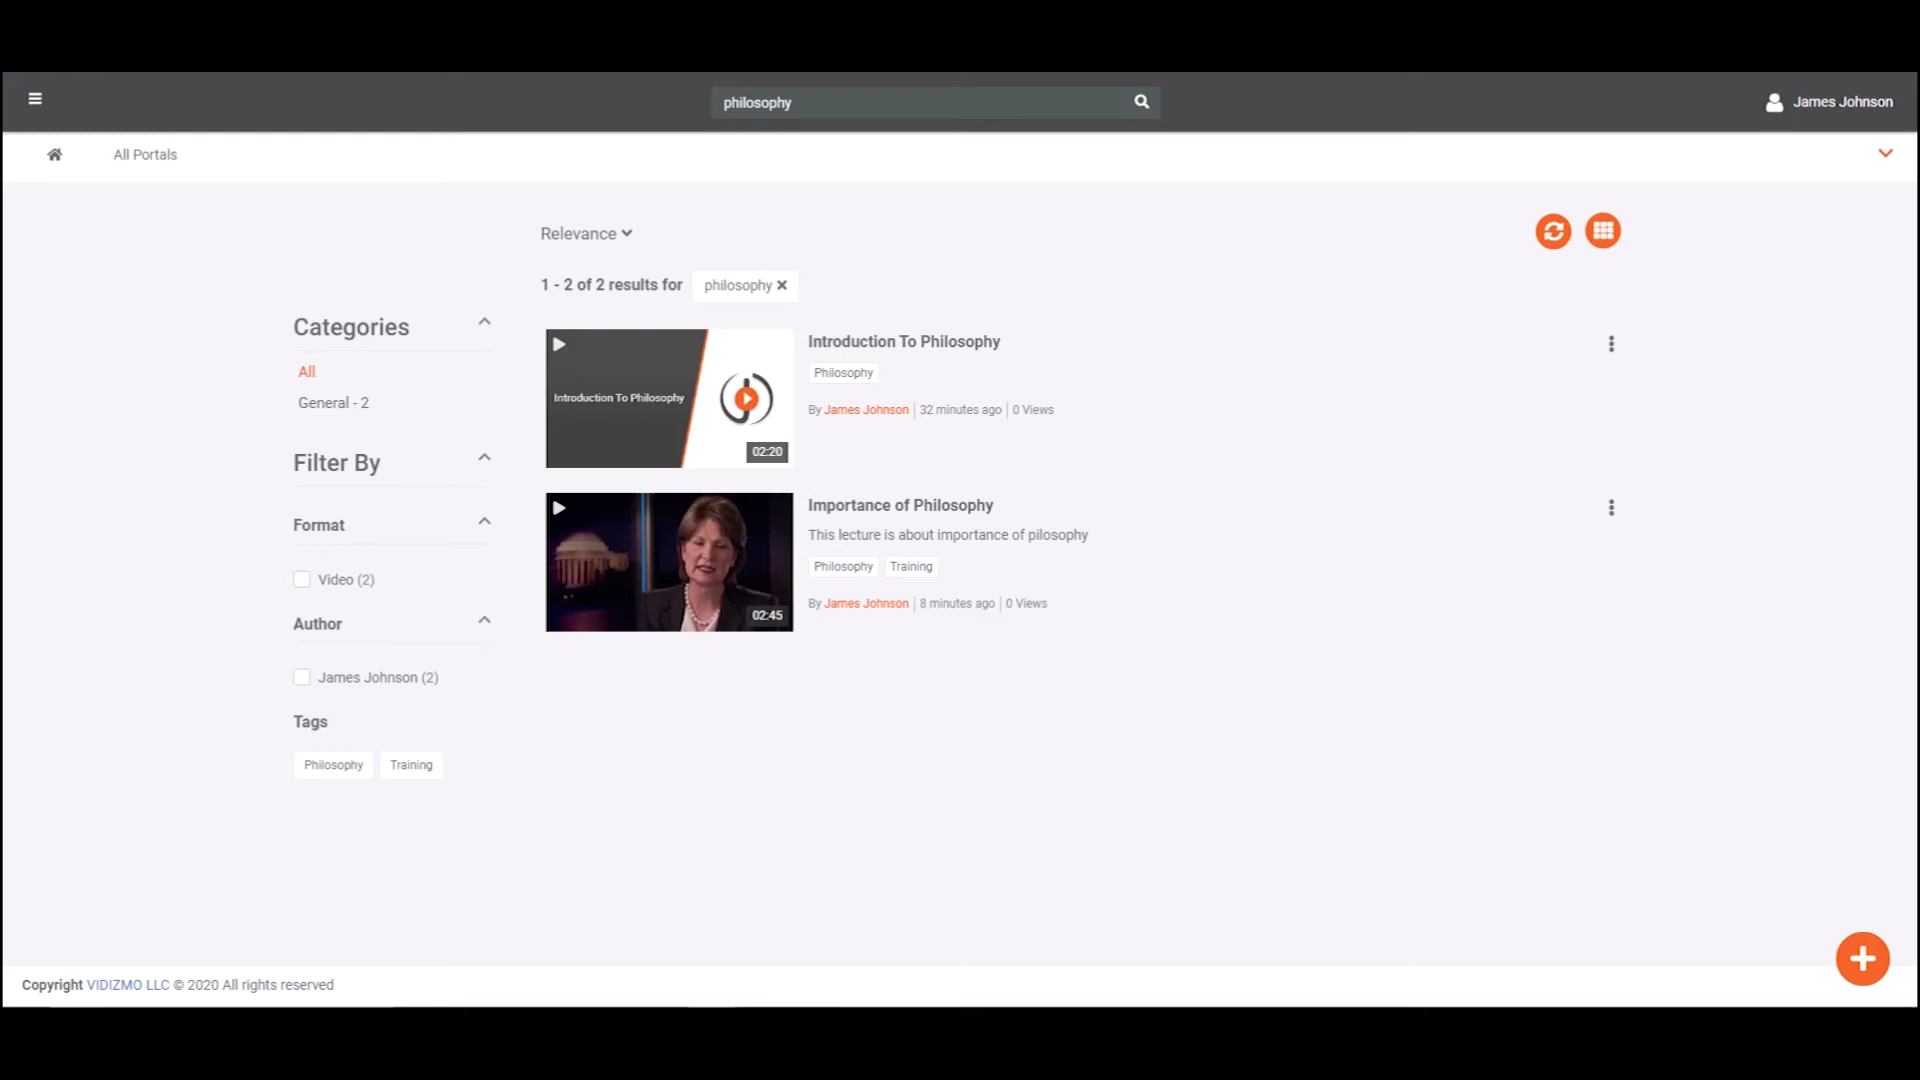 philosophy
James Johnson
All Portals
Relevance
1 - 2 of 2 results for philosophy
Categories
All
General - 2
Filter By
Format
Video (2)
Author
James Johnson (2)
Tags
Philosophy Training
Introduction To Philosophy
02:20
Introduction To Philosophy
Philosophy
By James Johnson | 32 minutes ago | 0 Views
02:45
Importance of Philosophy
This lecture is about importance of pilosophy
Philosophy Training
By James Johnson | 8 minutes ago | 0 Views
Copyright VIDIZMO LLC © 2020 All rights reserved